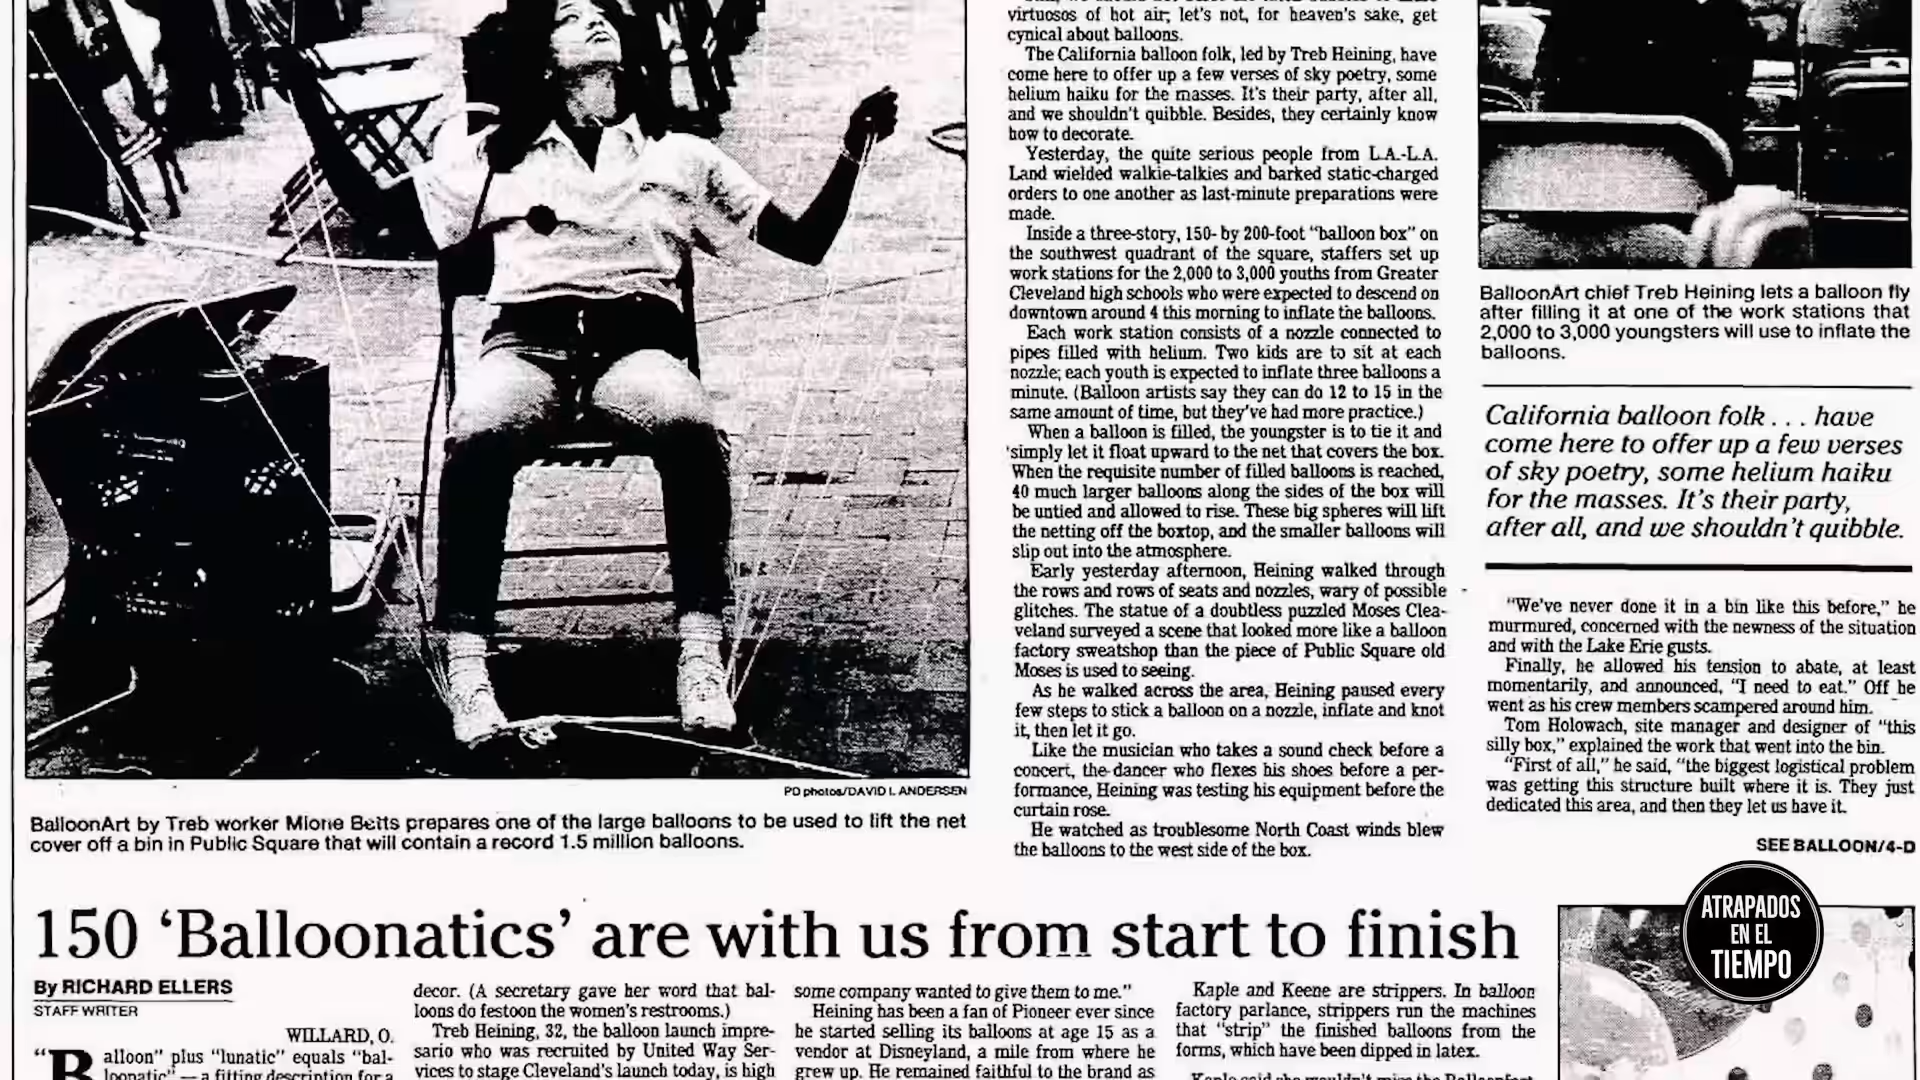 virtuosos of hot air; let's not, for heaven's sake, get
cynical about balloons.
The California balloon folk, led by Treb Heining, have
come here to offer up a few verses of sky poetry, some
helium haiku for the masses. It's their party, after all,
and we shouldn't quibble. Besides, they certainly know
how to decorate.
Yesterday, the quite serious people from L.A.-L.A.
Land wielded walkie-talkies and barked static-charged
orders to one another as last-minute preparations were
made.
Inside a three-story, 150- by 200-foot "balloon box" on
the southwest quadrant of the square, staffers set up
work stations for the 2,000 to 3,000 youths from Greater
Cleveland high schools who were expected to descend on
downtown around 4 this morning to inflate the balloons.
Each work station consists of a nozzle connected to
pipes filled with helium. Two kids are to sit at each
nozzle; each youth is expected to inflate three balloons a
minute. (Balloon artists say they can do 12 to 15 in the
same amount of time, but they've had more practice.)
When a balloon is filled, the youngster is to tie it and
simply let it float upward to the net that covers the box.
When the requisite number of filled balloons is reached,
40 much larger balloons along the sides of the box will
be untied and allowed to rise. These big spheres will lift
the netting off the boxtop, and the smaller balloons will
slip out into the atmosphere.
Early yesterday afternoon, Heining walked through
the rows and rows of seats and nozzles, wary of possible
glitches. The statue of a doubtless puzzled Moses Clea-
veland surveyed a scene that looked more like a balloon
factory sweatshop than the piece of Public Square old
Moses is used to seeing.
As he walked across the area, Heining paused every
few steps to stick a balloon on a nozzle, inflate and knot
it, then let it go.
Like the musician who takes a sound check before a
concert, the dancer who flexes his shoes before a per-
formance, Heining was testing his equipment before the
curtain rose.
He watched as troublesome North Coast winds blew
the balloons to the west side of the box.
BalloonArt chief Treb Heining lets a balloon fly
after filling it at one of the work stations that
2,000 to 3,000 youngsters will use to inflate the
balloons.
California balloon folk . . . have
come here to offer up a few verses
of sky poetry, some helium haiku
for the masses. It's their party,
after all, and we shouldn't quibble.
"We've never done it in a bin like this before," he
murmured, concerned with the newness of the situation
and with the Lake Erie gusts.
Finally, he allowed his tension to abate, at least
momentarily, and announced, "I need to eat." Off he
went as his crew members scampered around him.
Tom Holowach, site manager and designer of "this
silly box," explained the work that went into the bin.
"First of all," he said, "the biggest logistical problem
was getting this structure built where it is. They just
dedicated this area, and then they let us have it.
SEE BALLOON/4-D
PD photos/DAVID I. ANDERSEN
BalloonArt by Treb worker Mione Betts prepares one of the large balloons to be used to lift the net
cover off a bin in Public Square that will contain a record 1.5 million balloons.
150 'Balloonatics' are with us from start to finish
By RICHARD ELLERS
STAFF WRITER
WILLARD, O.
"Balloon" plus "lunatic" equals "bal-
loonatic" — a fitting description for a
decor. (A secretary gave her word that bal-
loons do festoon the women's restrooms.)
Treb Heining, 32, the balloon launch impre-
sario who was recruited by United Way Ser-
vices to stage Cleveland's launch today, is high
some company wanted to give them to me."
Heining has been a fan of Pioneer ever since
he started selling its balloons at age 15 as a
vendor at Disneyland, a mile from where he
grew up. He remained faithful to the brand as
Kaple and Keene are strippers. In balloon
factory parlance, strippers run the machines
that "strip" the finished balloons from the
forms, which have been dipped in latex.
Kaple said she wouldn't miss the Balloonfest
ATRAPADOS
EN EL
TIEMPO